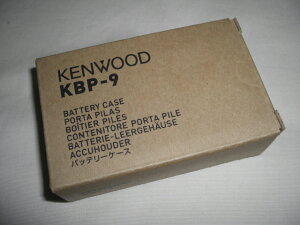 KENWOOD
KBP-9
BATTERY CASE
PORTA PILAS
BOÎTIER PILES
CONTENITORE PORTA PILE
BATTERIE-LEERGEHÄUSE
ACCUHOUDER
バッテリーケース